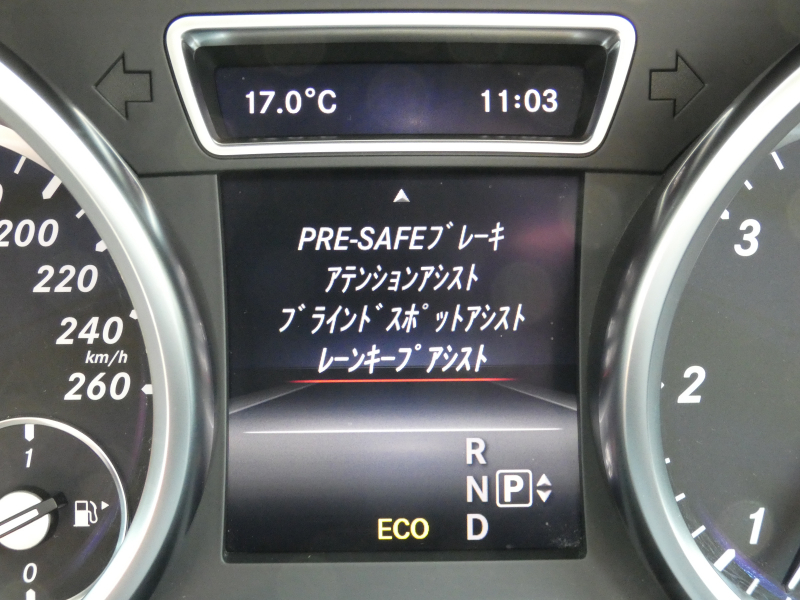 17.0°C 11:03
PRE-SAFEブレーキ
アテンションアシスト
ブラインドスポットアシスト
レーンキープアシスト
200
220
240
km/h
260
1
0
R
N P
D
ECO
3
2
1